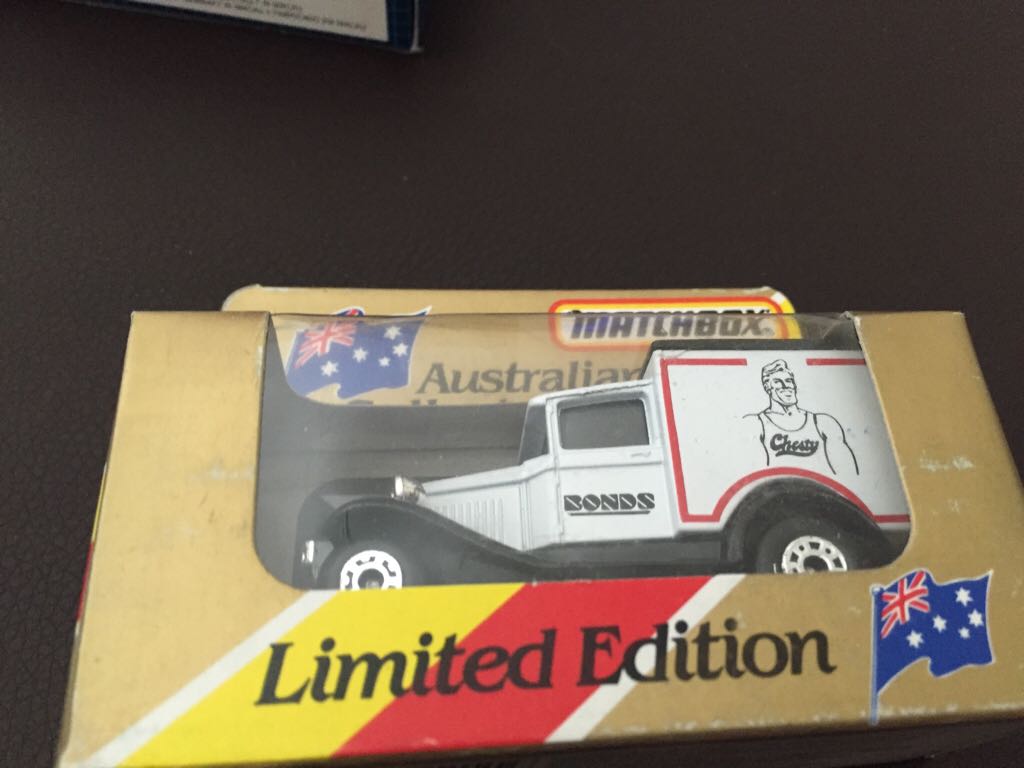 MATCHBOX
Australian
Chesty
BONDS
Limited Edition